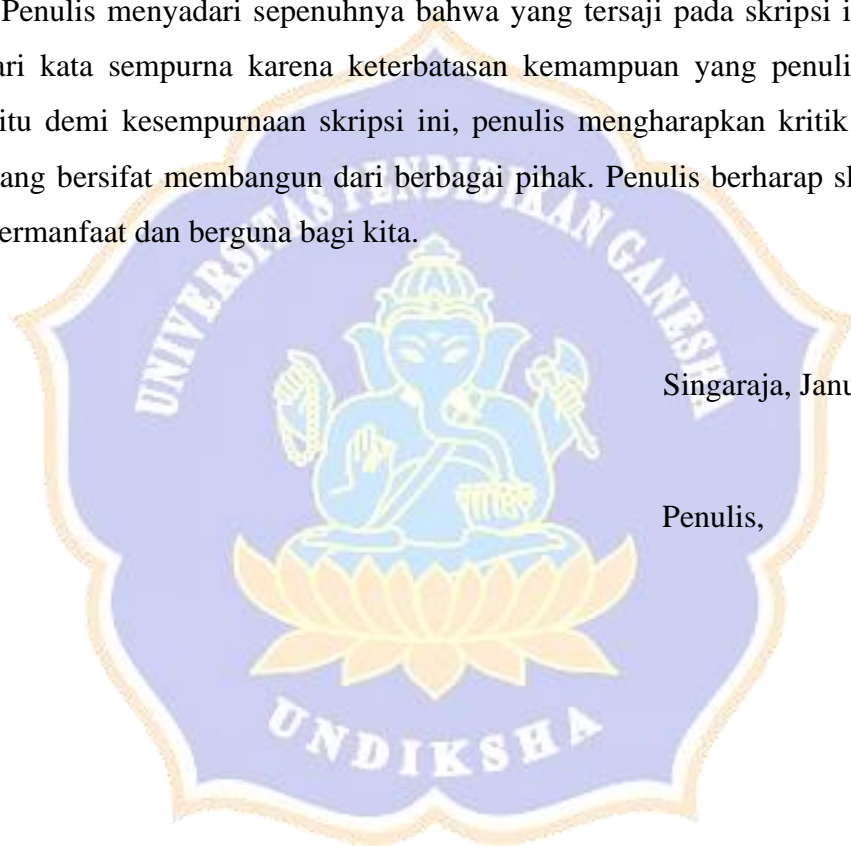 Penulis menyadari sepenuhnya bahwa yang tersaji pada skripsi i
ari kata sempurna karena keterbatasan kemampuan yang penuli
itu demi kesempurnaan skripsi ini, penulis mengharapkan kritik
ang bersifat membangun dari berbagai pihak. Penulis berharap sk
ermanfaat dan berguna bagi kita.
UNIVERSITAS PENDIDIKAN GANESHA
Singaraja, Janu
Penulis,
UNDIKSHA